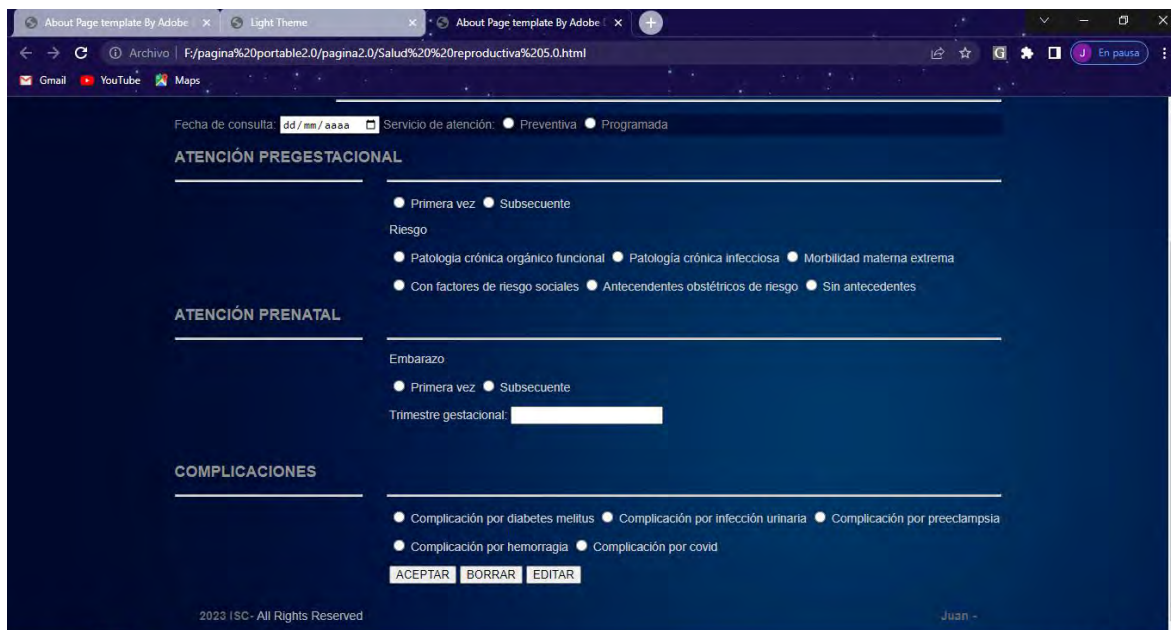 About Page template By Adobe
Light Theme
About Page template By Adobe
Archivo F:/pagina%20portable2.0/pagina2.0/Salud%20%20reproductiva%205.0.html
G J En pausa
Gmail YouTube Maps
Fecha de consulta: dd/mm/aaaa Servicio de atención: Preventiva Programada
ATENCIÓN PREGESTACIONAL
Primera vez Subsecuente
Riesgo
Patologia crónica orgánico funcional Patología crónica infecciosa Morbilidad materna extrema
Con factores de riesgo sociales Antecendentes obstétricos de riesgo Sin antecedentes
ATENCIÓN PRENATAL
Embarazo
Primera vez Subsecuente
Trimestre gestacional:
COMPLICACIONES
Complicación por diabetes melitus Complicación por infección urinaria Complicación por preeclampsia
Complicación por hemorragia Complicación por covid
ACEPTAR BORRAR EDITAR
2023 ISC- All Rights Reserved
Juan -